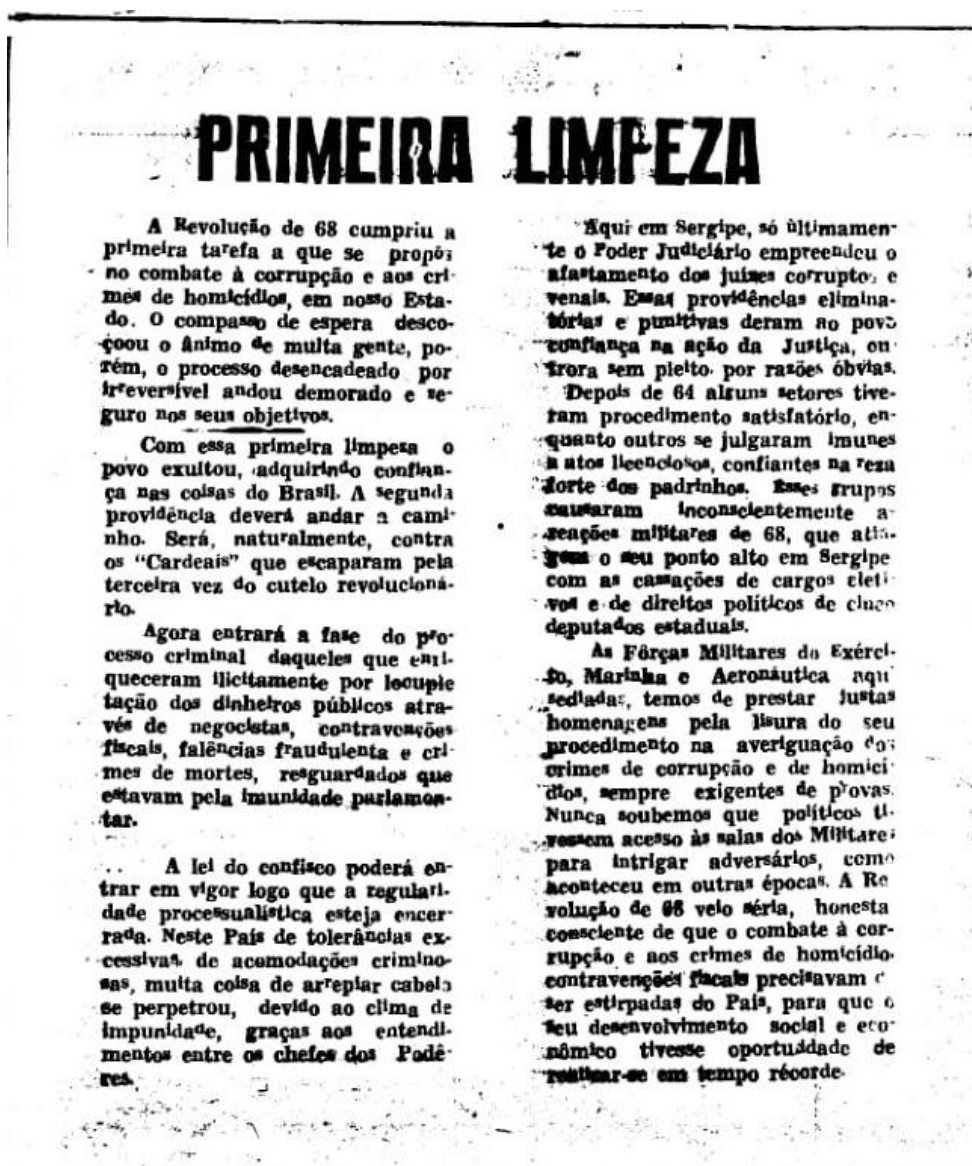 PRIMEIRA LIMPEZA
A Revolução de 68 cumpriu a
primeira tarefa a que se propôs
no combate à corrupção e aos cri-
mes de homicídios, em nosso Esta-
do. O compasso de espera desco-
çoou o ânimo de muita gente, po-
rém, o processo desencadeado por
irreversível andou demorado e se-
guro nos seus objetivos.
Com essa primeira limpesa o
povo exultou, adquirindo confian-
ça nas coisas do Brasil. A segunda
providência deverá andar a cami-
nho. Será, naturalmente, contra
os "Cardeais" que escaparam pela
terceira vez do cutelo revolucioná-
rio.
Agora entrará a fase do pro-
cesso criminal daqueles que enri-
queceram ilicitamente por locuple
tação dos dinheiros públicos atra-
vés de negocistas, contravenções
fiscais, falências fraudulenta e cri-
mes de mortes, resguardados que
estavam pela imunidade parlamen-
tar.
.. A lei do confisco poderá en-
trar em vigor logo que a regulari-
dade processualística esteja encer-
rada. Neste País de tolerâncias ex-
cessivas, de acomodações crimino-
sas, muita coisa de arrepiar cabelo
se perpetrou, devido ao clima de
impunidade, graças aos entendi-
mentos entre os chefes dos Podê-
res.
Aqui em Sergipe, só ùltimamen-
te o Poder Judiciário empreendeu o
afastamento dos juises corruptos e
venais. Essas providências elimina-
tórias e punitivas deram ao povo
confiança na ação da Justiça, ou
trora sem pleito. por razões óbvias.
Depois de 64 alguns setores tive-
ram procedimento satisfatório, en-
quanto outros se julgaram imunes
a atos licenciosos, confiantes na reza
forte dos padrinhos. Esses grupos
causaram inconscientemente a-
seações militares de 68, que atin-
gem o seu ponto alto em Sergipe
com as cassações de cargos eleti-
vos e de direitos políticos de cinco
deputados estaduais.
Às Fôrças Militares do Exérci-
to, Marinha e Aeronáutica aqui
sediadas, temos de prestar justas
homenagens pela lisura do seu
procedimento na averiguação dos
crimes de corrupção e de homici-
dios, sempre exigentes de provas.
Nunca soubemos que políticos ti-
vessem acesso às salas dos Militares
para intrigar adversários, como
aconteceu em outras épocas. A Re
volução de 68 veio séria, honesta
consciente de que o combate à cor-
rupção e aos crimes de homicídio.
contravenções fiscais precisavam
ser estirpadas do País, para que o
seu desenvolvimento social e eco-
nômico tivesse oportuidade de
realizar-se em tempo récorde